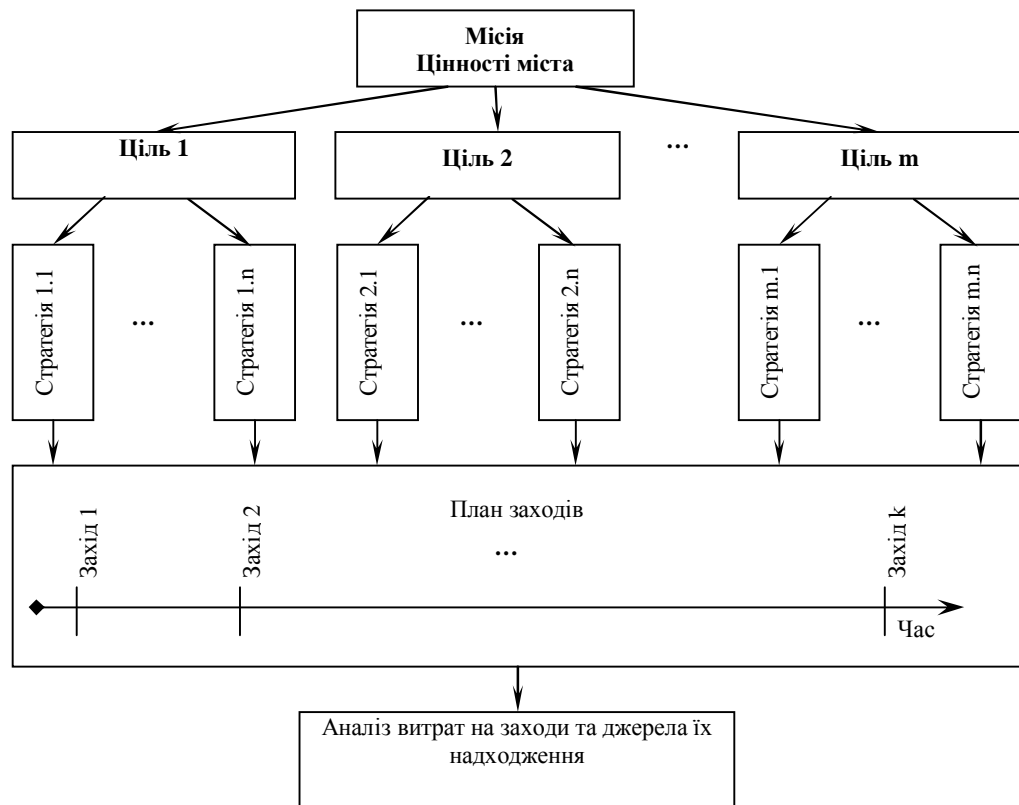 Місія
Цінності міста
Ціль 1
Ціль 2
...
Ціль m
Стратегія 1.1
...
Стратегія 1.n
Стратегія 2.1
...
Стратегія 2.n
Стратегія m.1
...
Стратегія m.n
План заходів
Захід 1
Захід 2
...
Захід k
Час
Аналіз витрат на заходи та джерела їх
надходження